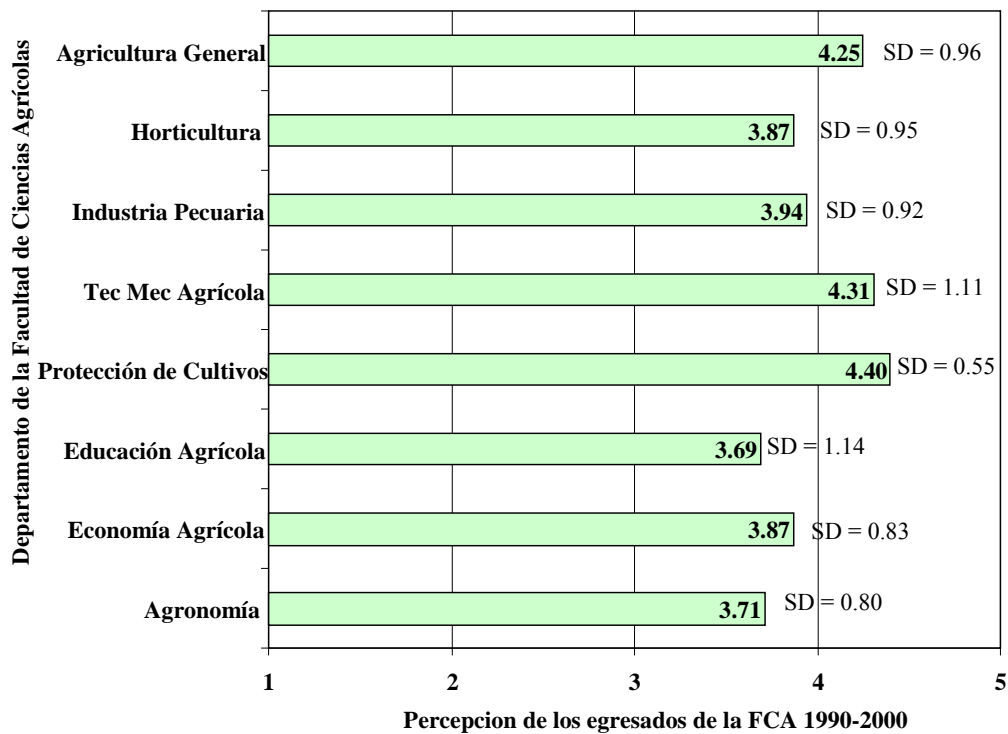 Departamento de la Facultad de Ciencias Agrícolas
Agricultura General 4.25 SD = 0.96
Horticultura 3.87 SD = 0.95
Industria Pecuaria 3.94 SD = 0.92
Tec Mec Agrícola 4.31 SD = 1.11
Protección de Cultivos 4.40 SD = 0.55
Educación Agrícola 3.69 SD = 1.14
Economía Agrícola 3.87 SD = 0.83
Agronomía 3.71 SD = 0.80
1 2 3 4 5
Percepcion de los egresados de la FCA 1990-2000